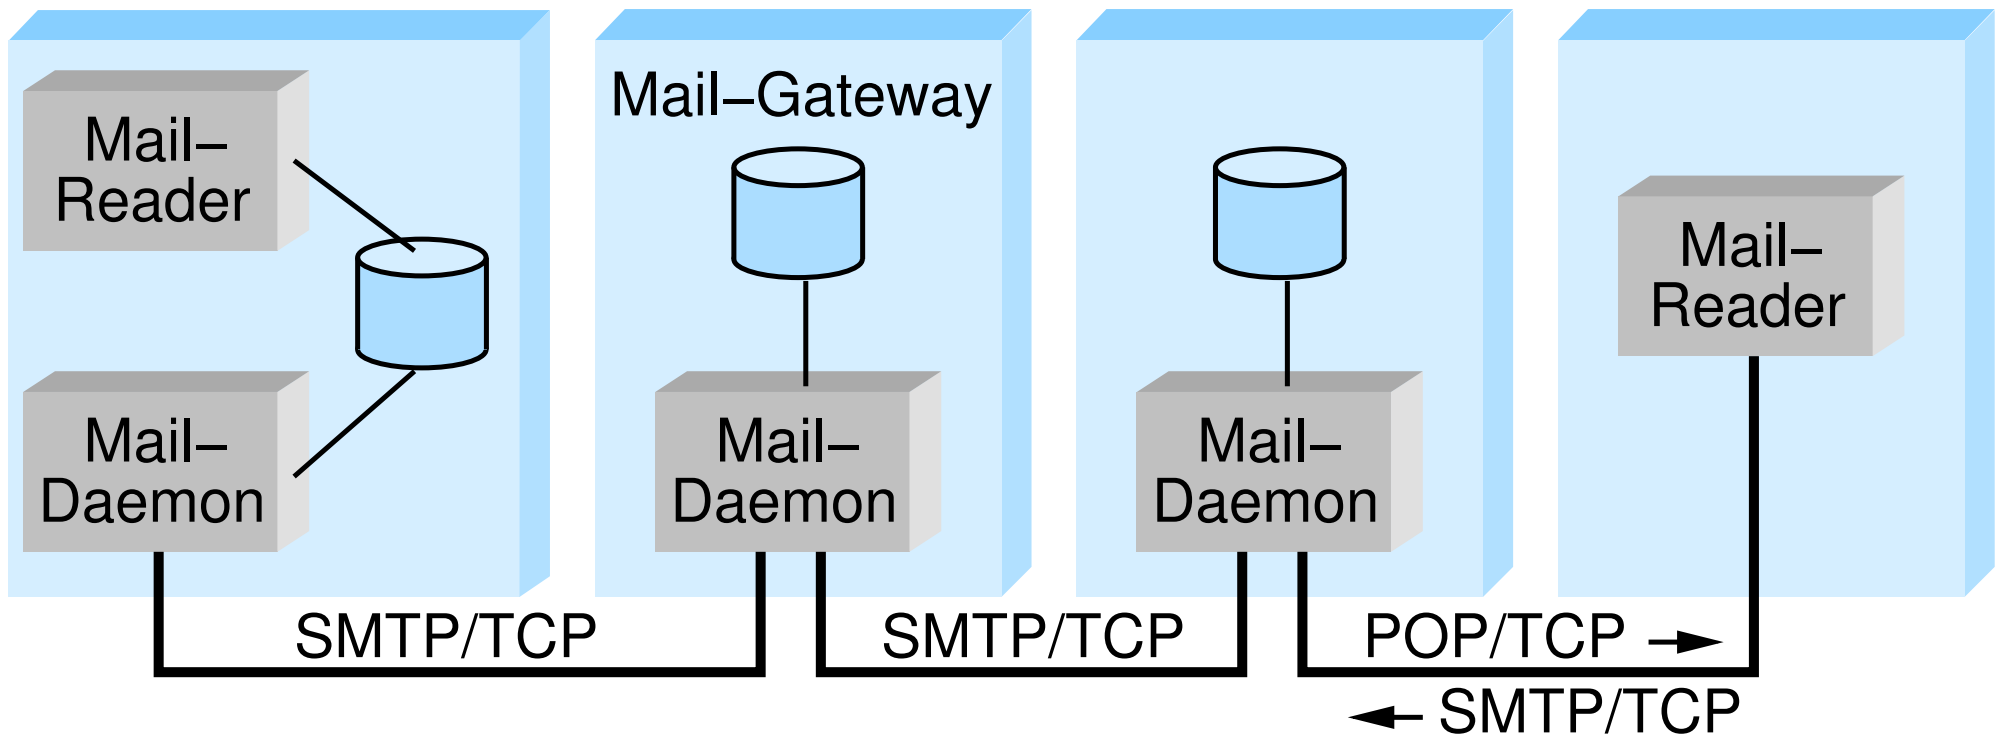 Mail–
Reader
Mail–
Daemon
Mail–Gateway
Mail–
Daemon
Mail–
Daemon
Mail–
Reader
SMTP/TCP
SMTP/TCP
POP/TCP
SMTP/TCP